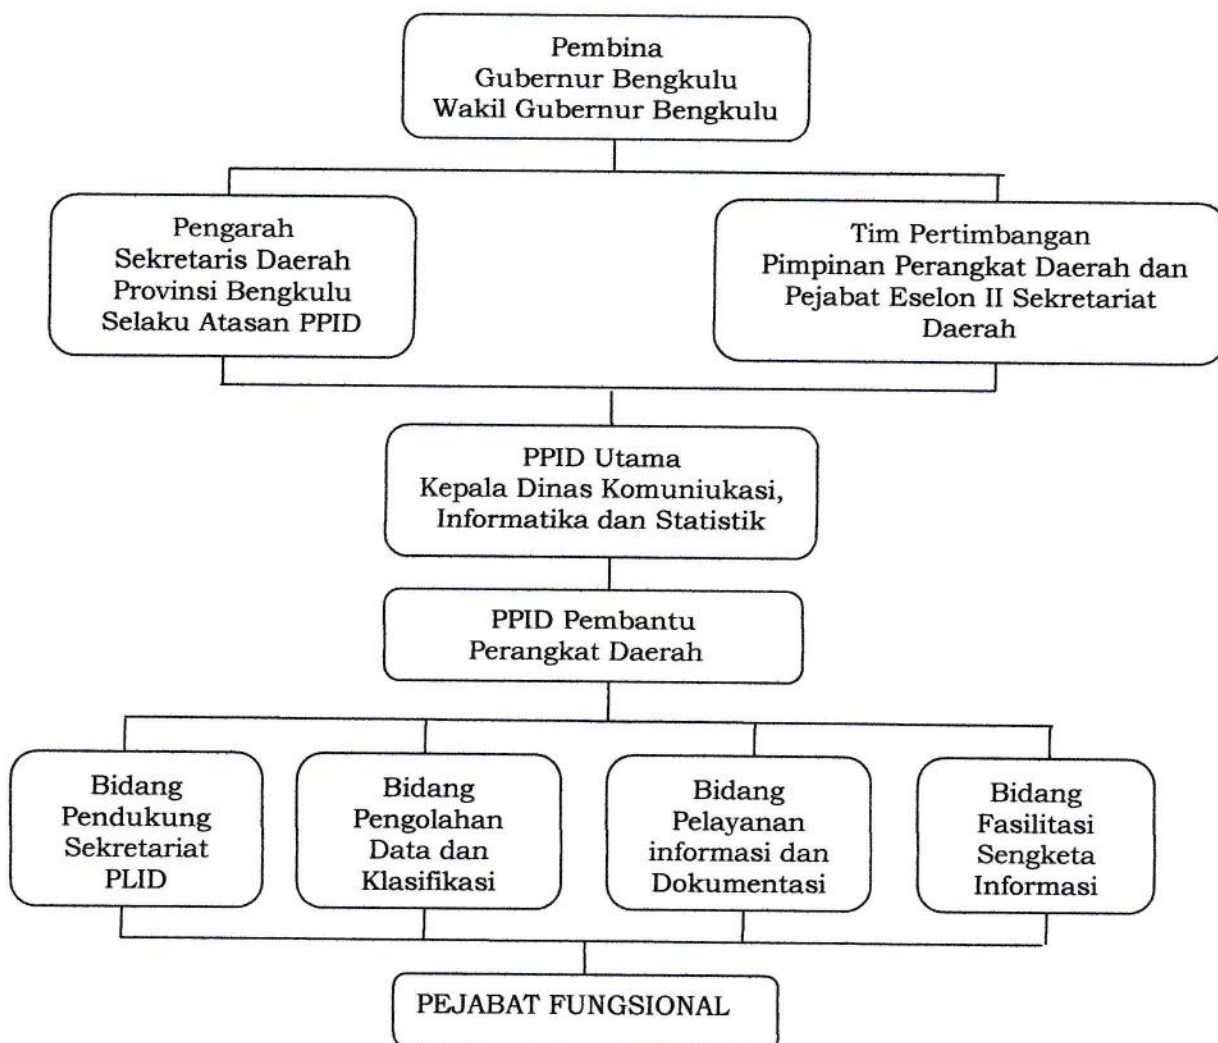 Pembina
Gubernur Bengkulu
Wakil Gubernur Bengkulu
Pengarah
Sekretaris Daerah
Provinsi Bengkulu
Selaku Atasan PPID
Tim Pertimbangan
Pimpinan Perangkat Daerah dan
Pejabat Eselon II Sekretariat
Daerah
PPID Utama
Kepala Dinas Komuniukasi,
Informatika dan Statistik
PPID Pembantu
Perangkat Daerah
Bidang
Pendukung
Sekretariat
PLID
Bidang
Pengolahan
Data dan
Klasifikasi
Bidang
Pelayanan
informasi dan
Dokumentasi
Bidang
Fasilitasi
Sengketa
Informasi
PEJABAT FUNGSIONAL